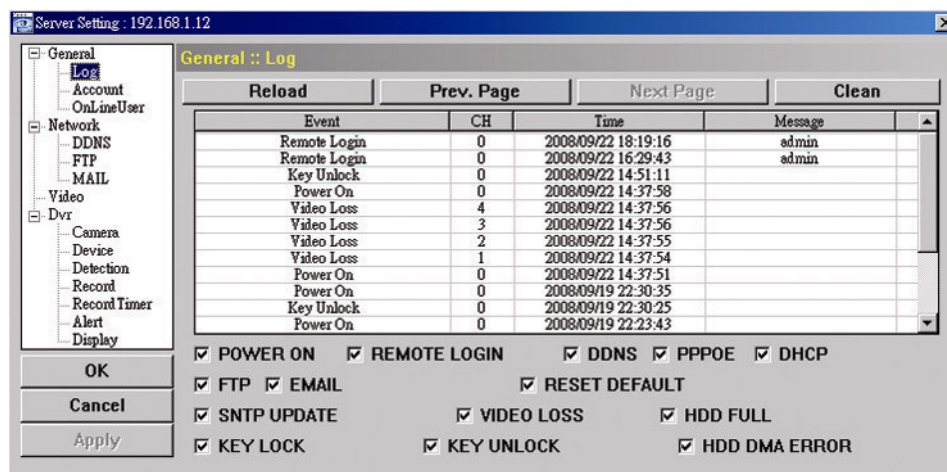 Server Setting : 192.168.1.12
General
Log
Account
OnLineUser
Network
DDNS
FTP
MAIL
Video
Dvr
Camera
Device
Detection
Record
Record Timer
Alert
Display
OK
Cancel
Apply
General :: Log
Reload Prev. Page Next Page Clean
Event CH Time Message
Remote Login 0 2008/09/22 18:19:16 admin
Remote Login 0 2008/09/22 16:29:43 admin
Key Unlock 0 2008/09/22 14:51:11
Power On 0 2008/09/22 14:37:58
Video Loss 4 2008/09/22 14:37:56
Video Loss 3 2008/09/22 14:37:56
Video Loss 2 2008/09/22 14:37:55
Video Loss 1 2008/09/22 14:37:54
Power On 0 2008/09/22 14:37:51
Power On 0 2008/09/19 22:30:35
Key Unlock 0 2008/09/19 22:30:25
Power On 0 2008/09/19 22:23:43
POWER ON REMOTE LOGIN DDNS PPPOE DHCP
FTP EMAIL RESET DEFAULT
SNTP UPDATE VIDEO LOSS HDD FULL
KEY LOCK KEY UNLOCK HDD DMA ERROR